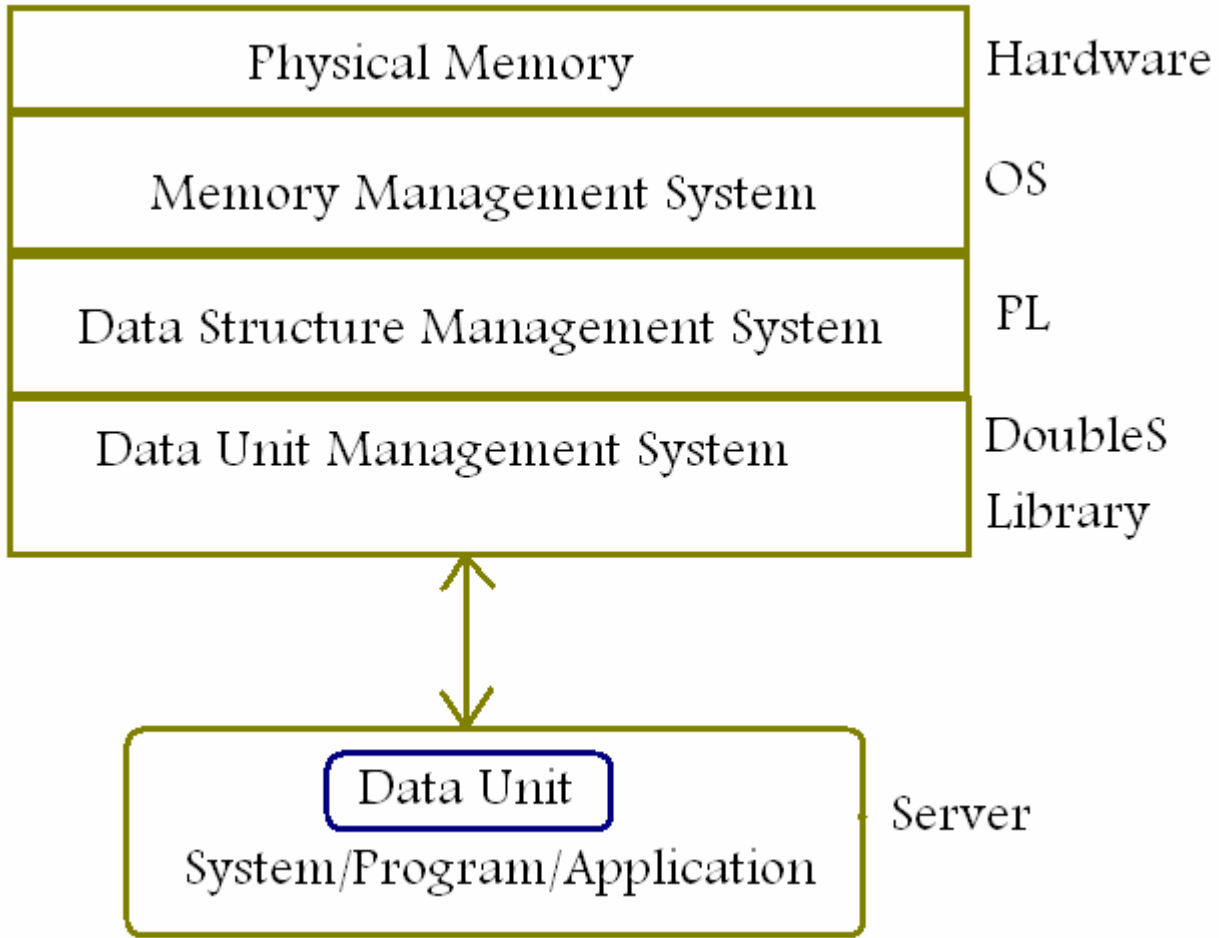 Physical Memory
Hardware
Memory Management System
OS
Data Structure Management System
PL
Data Unit Management System
DoubleS
Library
Data Unit
System/Program/Application
Server